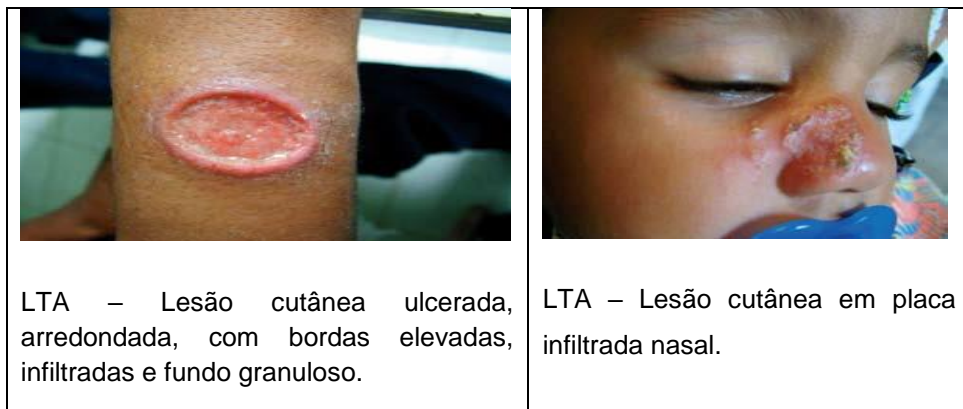 LTA – Lesão cutânea ulcerada,
arredondada, com bordas elevadas,
infiltradas e fundo granuloso.
LTA – Lesão cutânea em placa
infiltrada nasal.